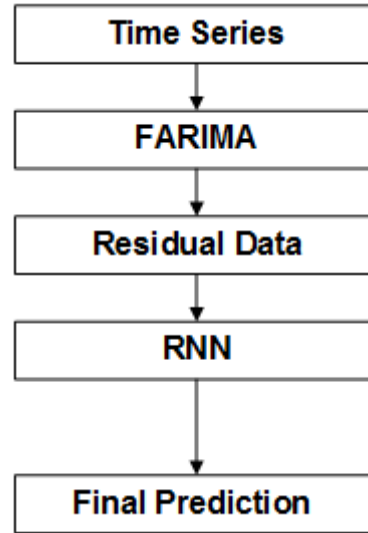 Time Series
FARIMA
Residual Data
RNN
Final Prediction